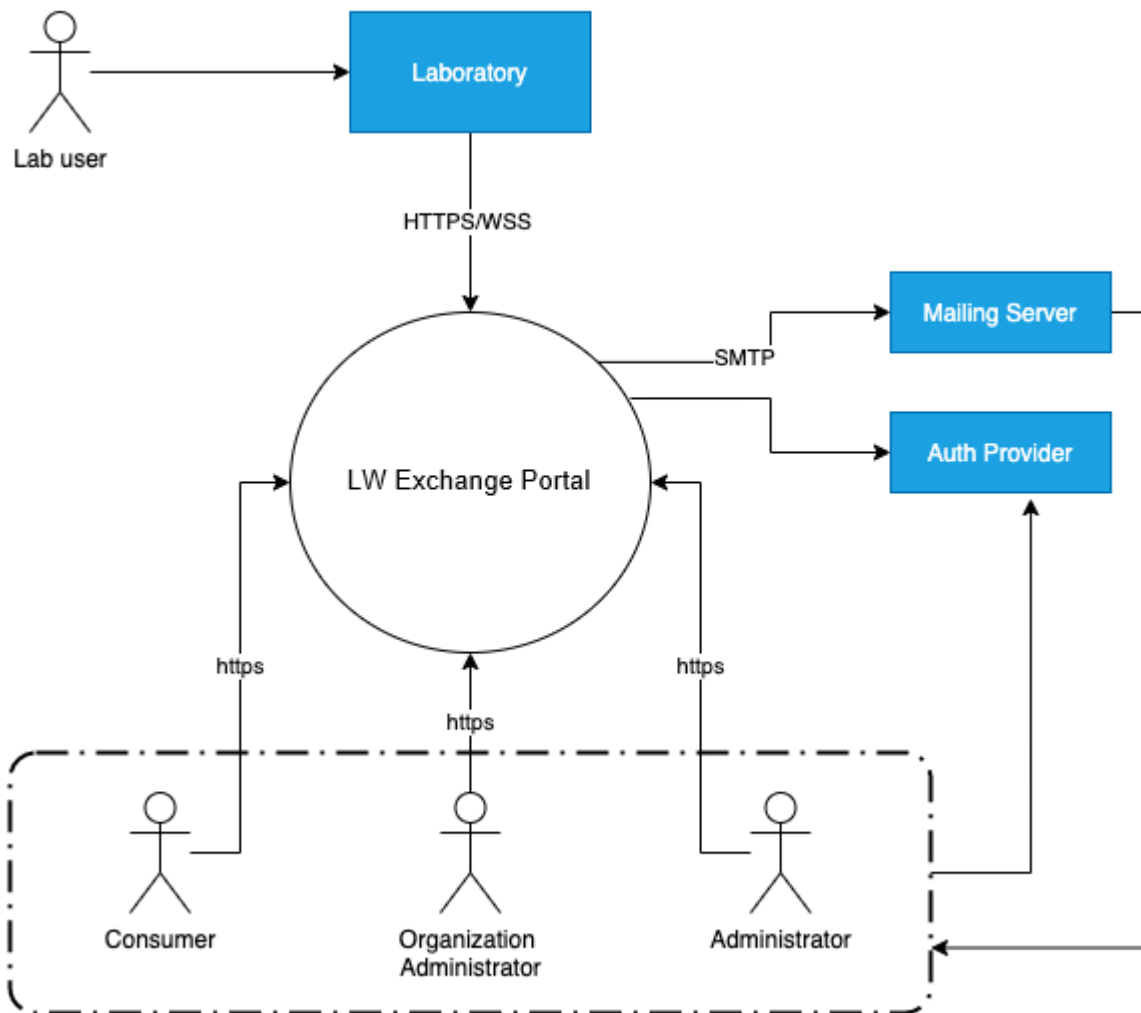 Laboratory
Lab user
HTTPS/WSS
Mailing Server
SMTP
Auth Provider
LW Exchange Portal
https
https
https
Consumer
Organization
Administrator
Administrator